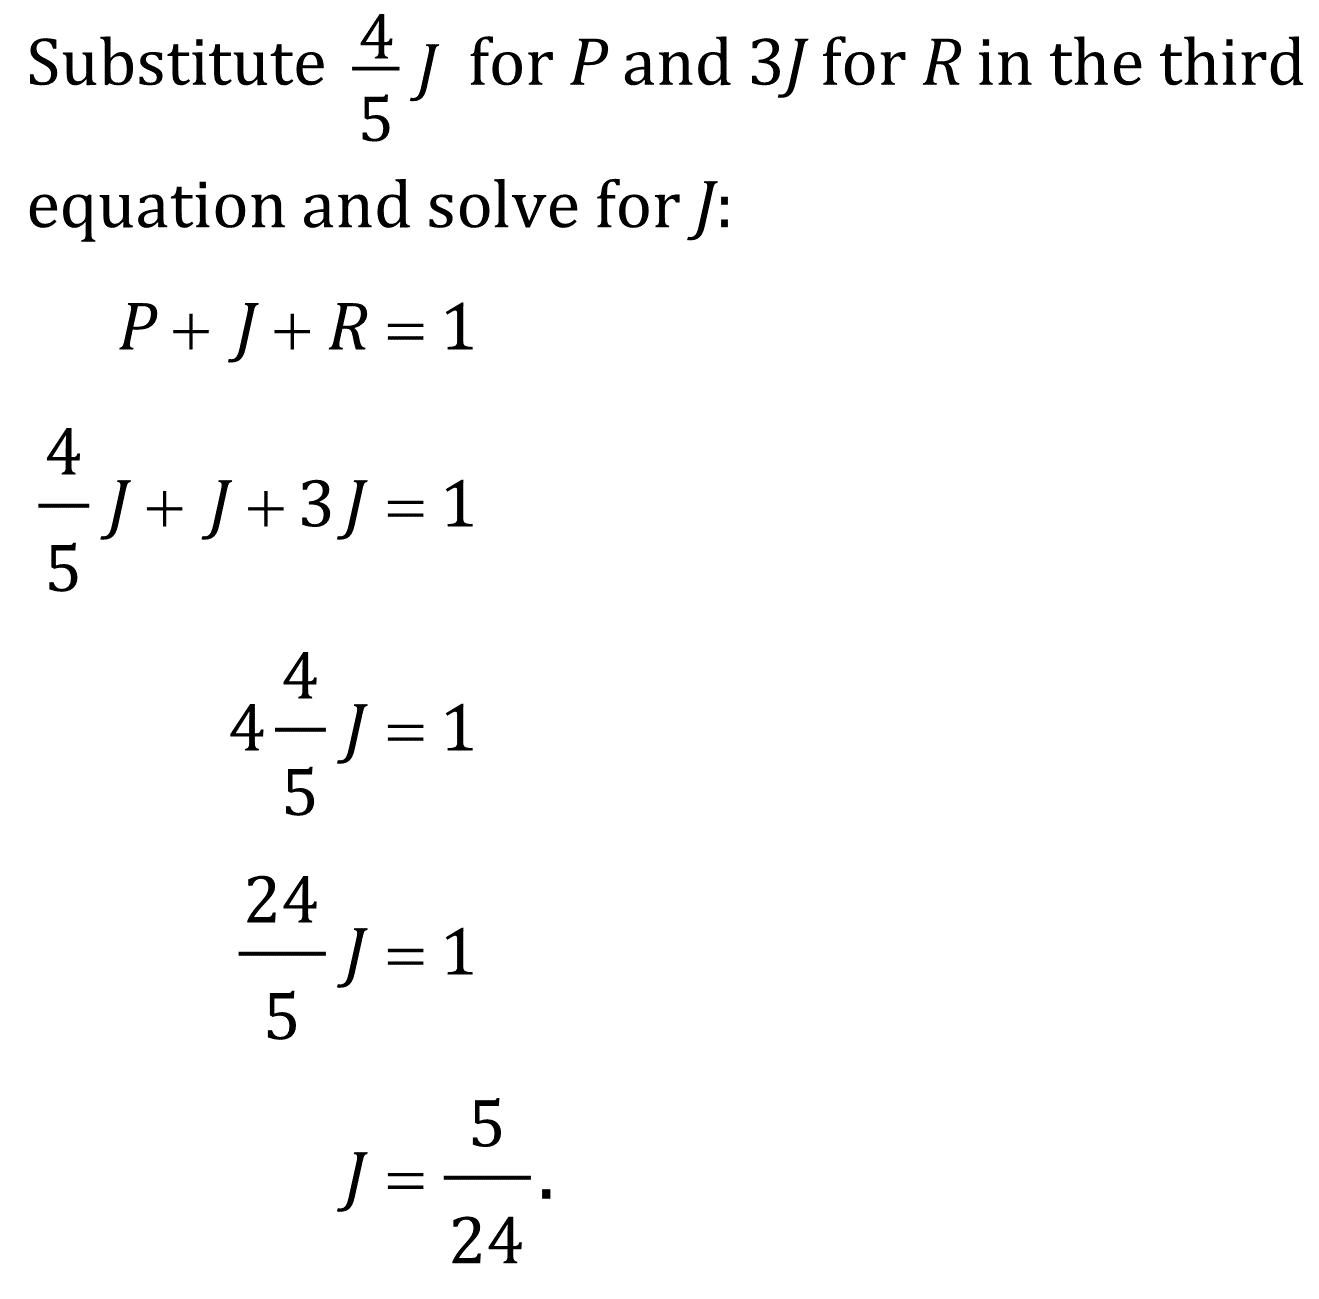 Substitute 4/5 J for P and 3J for R in the third
equation and solve for J:
P + J + R = 1
4/5 J + J + 3J = 1
4 4/5 J = 1
24/5 J = 1
J = 5/24.